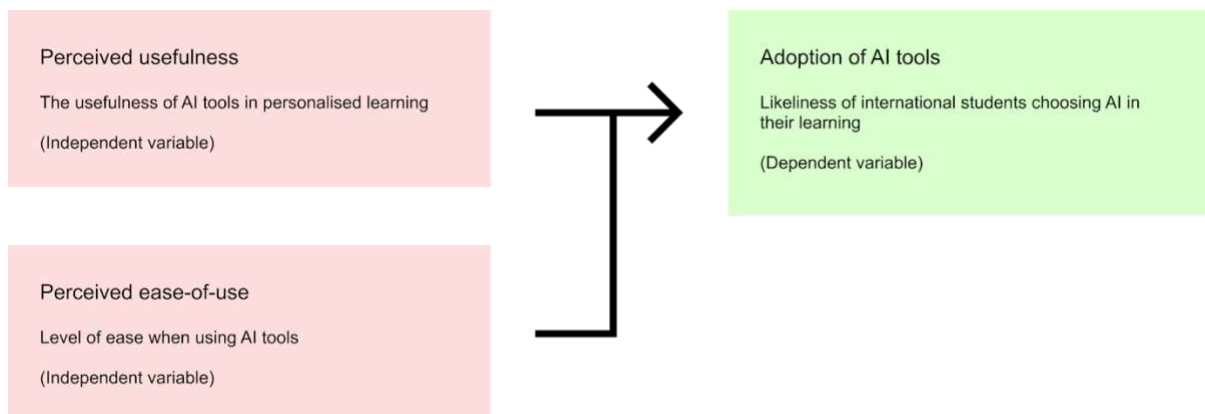 Perceived usefulness
The usefulness of AI tools in personalised learning
(Independent variable)
Perceived ease-of-use
Level of ease when using AI tools
(Independent variable)
Adoption of AI tools
Likeliness of international students choosing AI in
their learning
(Dependent variable)